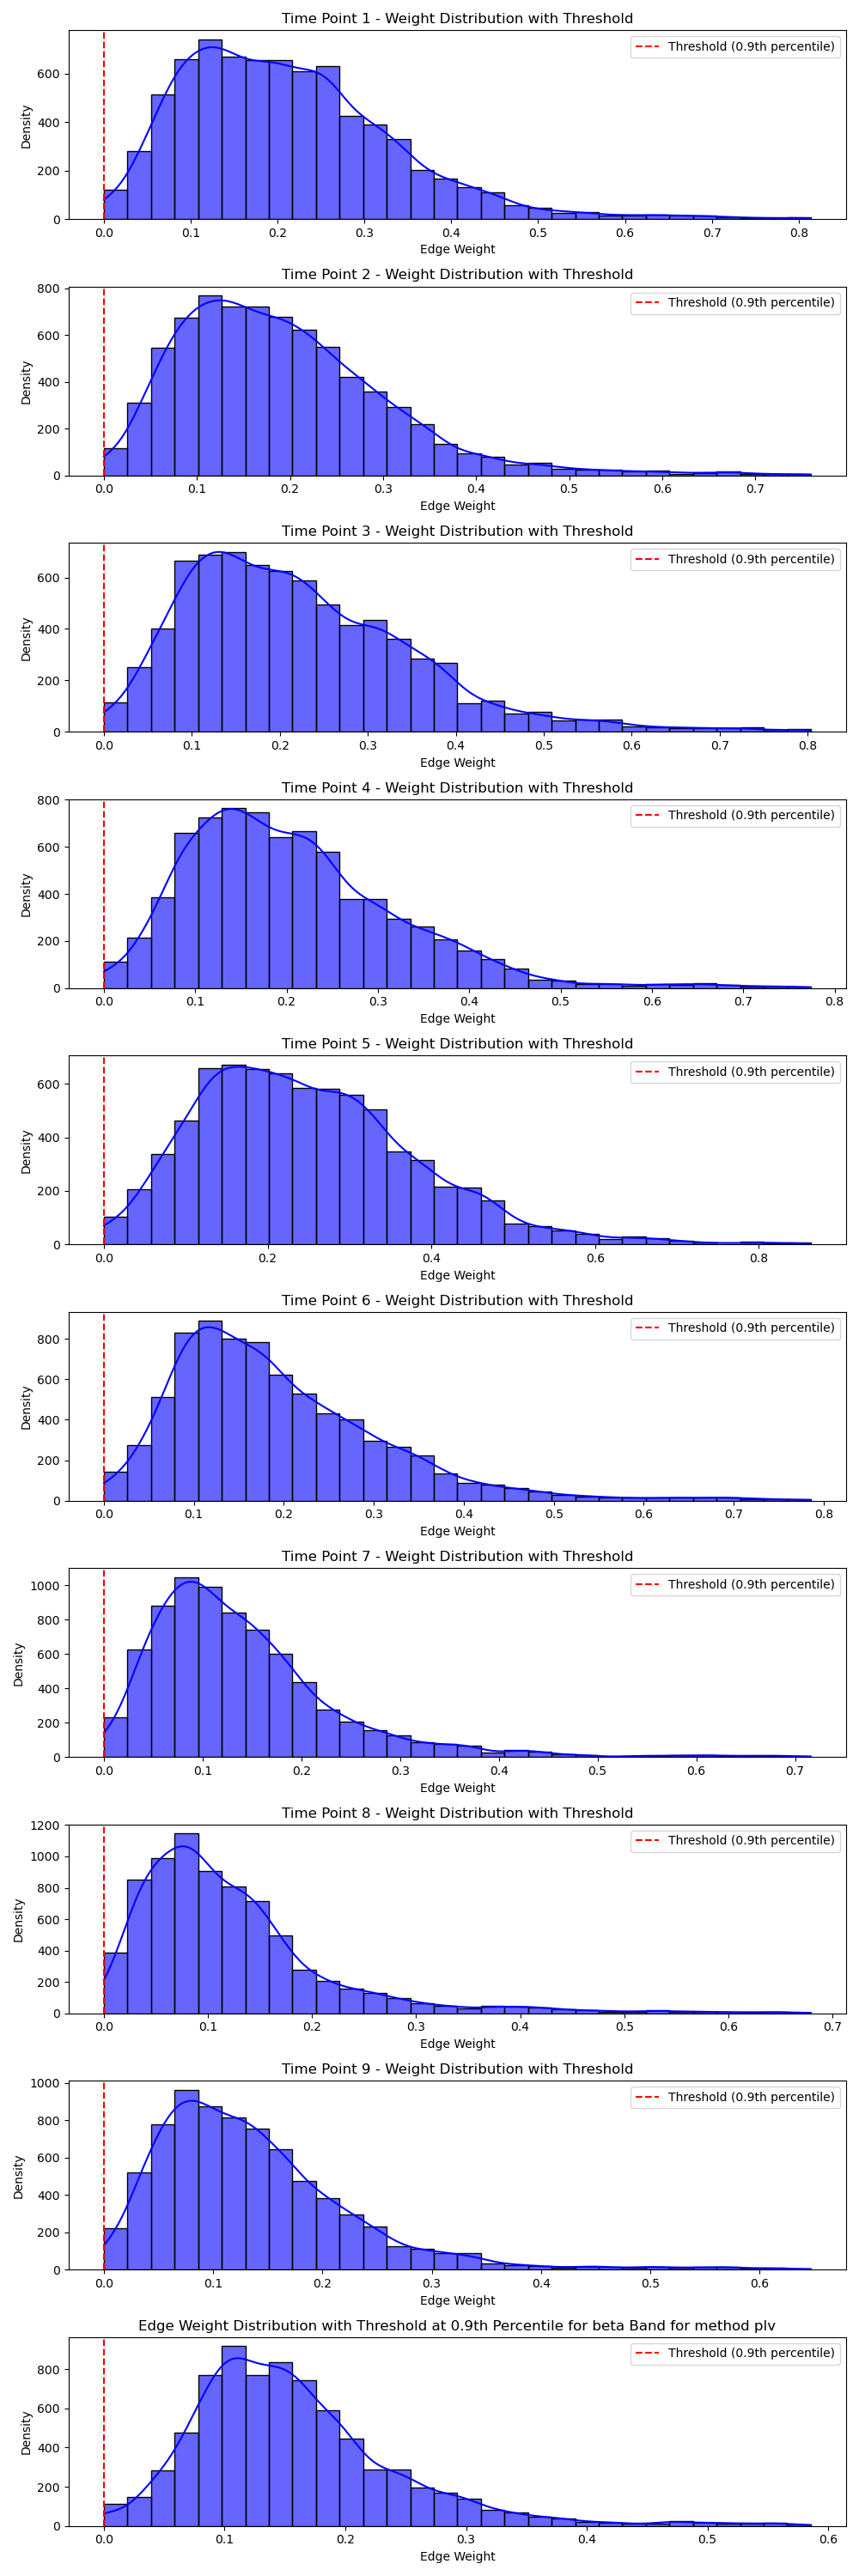 Time Point 1 - Weight Distribution with Threshold
Threshold (0.9th percentile)
Density
600
400
200
0
0.0 0.1 0.2 0.3 0.4 0.5 0.6 0.7 0.8
Edge Weight
Time Point 2 - Weight Distribution with Threshold
Threshold (0.9th percentile)
Density
800
600
400
200
0
0.0 0.1 0.2 0.3 0.4 0.5 0.6 0.7
Edge Weight
Time Point 3 - Weight Distribution with Threshold
Threshold (0.9th percentile)
Density
600
400
200
0
0.0 0.1 0.2 0.3 0.4 0.5 0.6 0.7 0.8
Edge Weight
Time Point 4 - Weight Distribution with Threshold
Threshold (0.9th percentile)
Density
800
600
400
200
0
0.0 0.1 0.2 0.3 0.4 0.5 0.6 0.7 0.8
Edge Weight
Time Point 5 - Weight Distribution with Threshold
Threshold (0.9th percentile)
Density
600
400
200
0
0.0 0.2 0.4 0.6 0.8
Edge Weight
Time Point 6 - Weight Distribution with Threshold
Threshold (0.9th percentile)
Density
800
600
400
200
0
0.0 0.1 0.2 0.3 0.4 0.5 0.6 0.7 0.8
Edge Weight
Time Point 7 - Weight Distribution with Threshold
Threshold (0.9th percentile)
Density
1000
800
600
400
200
0
0.0 0.1 0.2 0.3 0.4 0.5 0.6 0.7
Edge Weight
Time Point 8 - Weight Distribution with Threshold
Threshold (0.9th percentile)
Density
1200
1000
800
600
400
200
0
0.0 0.1 0.2 0.3 0.4 0.5 0.6 0.7
Edge Weight
Time Point 9 - Weight Distribution with Threshold
Threshold (0.9th percentile)
Density
1000
800
600
400
200
0
0.0 0.1 0.2 0.3 0.4 0.5 0.6
Edge Weight
Edge Weight Distribution with Threshold at 0.9th Percentile for beta Band for method plv
Threshold (0.9th percentile)
Density
800
600
400
200
0
0.0 0.1 0.2 0.3 0.4 0.5 0.6
Edge Weight